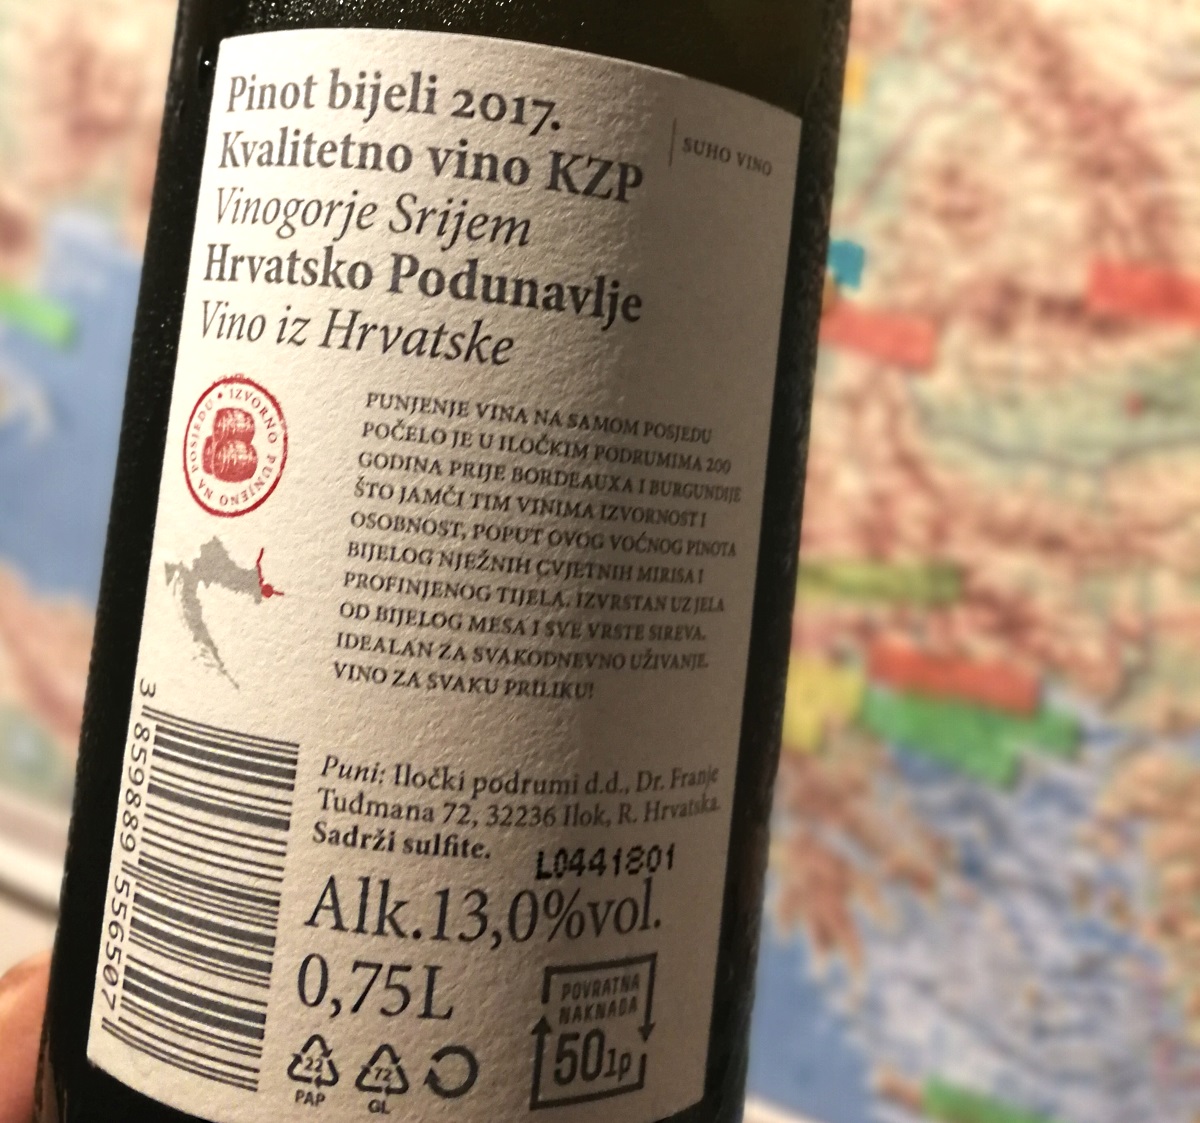 Pinot bijeli 2017.
Kvalitetno vino KZP
SUHO VINO
Vinogorje Srijem
Hrvatsko Podunavlje
Vino iz Hrvatske
IZVORNO PUNJENO NA POSJEDU
PUNJENJE VINA NA SAMOM POSJEDU
POČELO JE U ILOČKIM PODRUMIMA 200
GODINA PRIJE BORDEAUXA I BURGUNDIJE
ŠTO JAMČI TIM VINIMA IZVORNOST I
OSOBNOST, POPUT OVOG VOĆNOG PINOTA
BIJELOG NJEŽNIH CVJETNIH MIRISA I
PROFINJENOG TIJELA. IZVRSTAN UZ JELA
OD BIJELOG MESA I SVE VRSTE SIREVA.
IDEALAN ZA SVAKODNEVNO UŽIVANJE.
VINO ZA SVAKU PRILIKU!
3 859889 556507
Puni: Iločki podrumi d.d., Dr. Franje
Tuđmana 72, 32236 Ilok, R. Hrvatska.
Sadrži sulfite.
L0441801
Alk.13,0%vol.
0,75L
POVRATNA
NAKNADA
50lp
22
PAP
72
GL